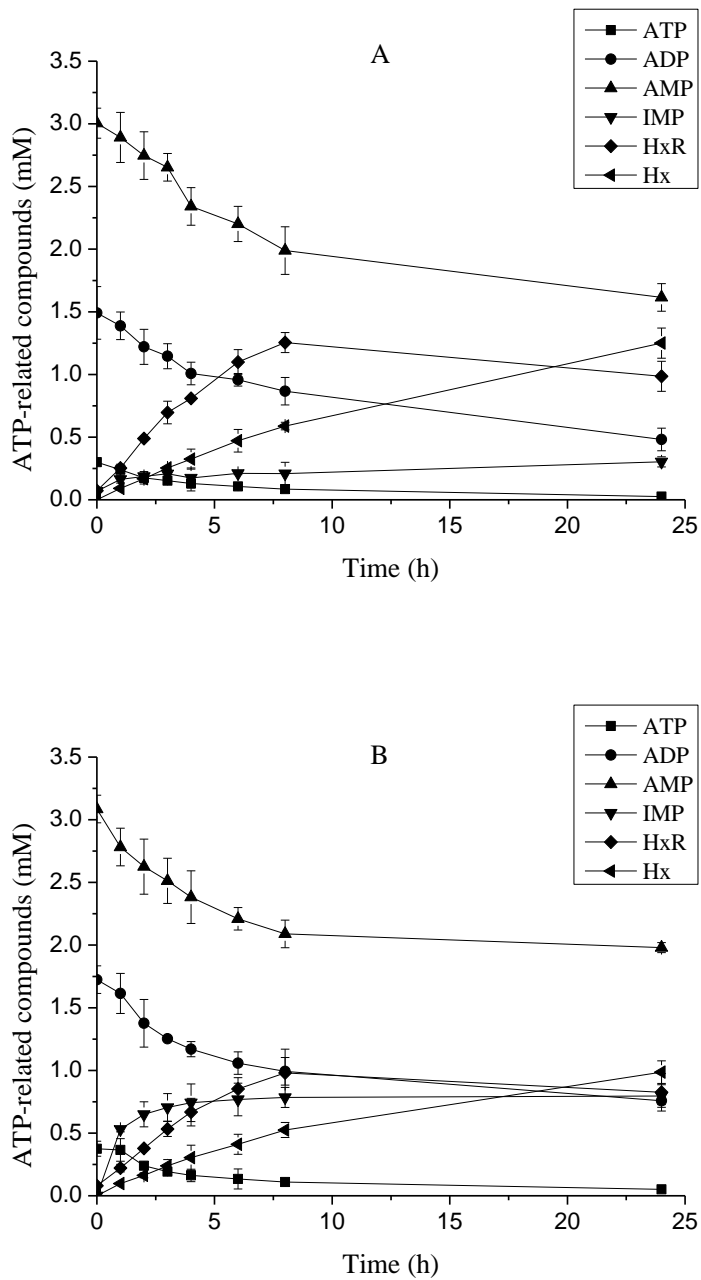 A
ATP
ADP
AMP
IMP
HxR
Hx
3.5
3.0
2.5
2.0
1.5
1.0
0.5
0.0
ATP-related compounds (mM)
0 5 10 15 20 25
Time (h)
B
ATP
ADP
AMP
IMP
HxR
Hx
3.5
3.0
2.5
2.0
1.5
1.0
0.5
0.0
ATP-related compounds (mM)
0 5 10 15 20 25
Time (h)